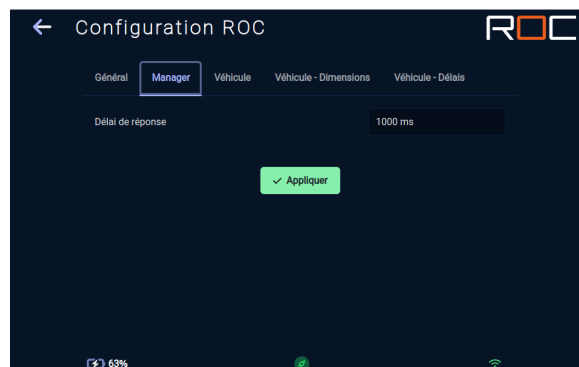 Configuration ROC
ROC
Général Manager Véhicule Véhicule - Dimensions Véhicule - Délais
Délai de réponse 1000 ms
Appliquer
63%